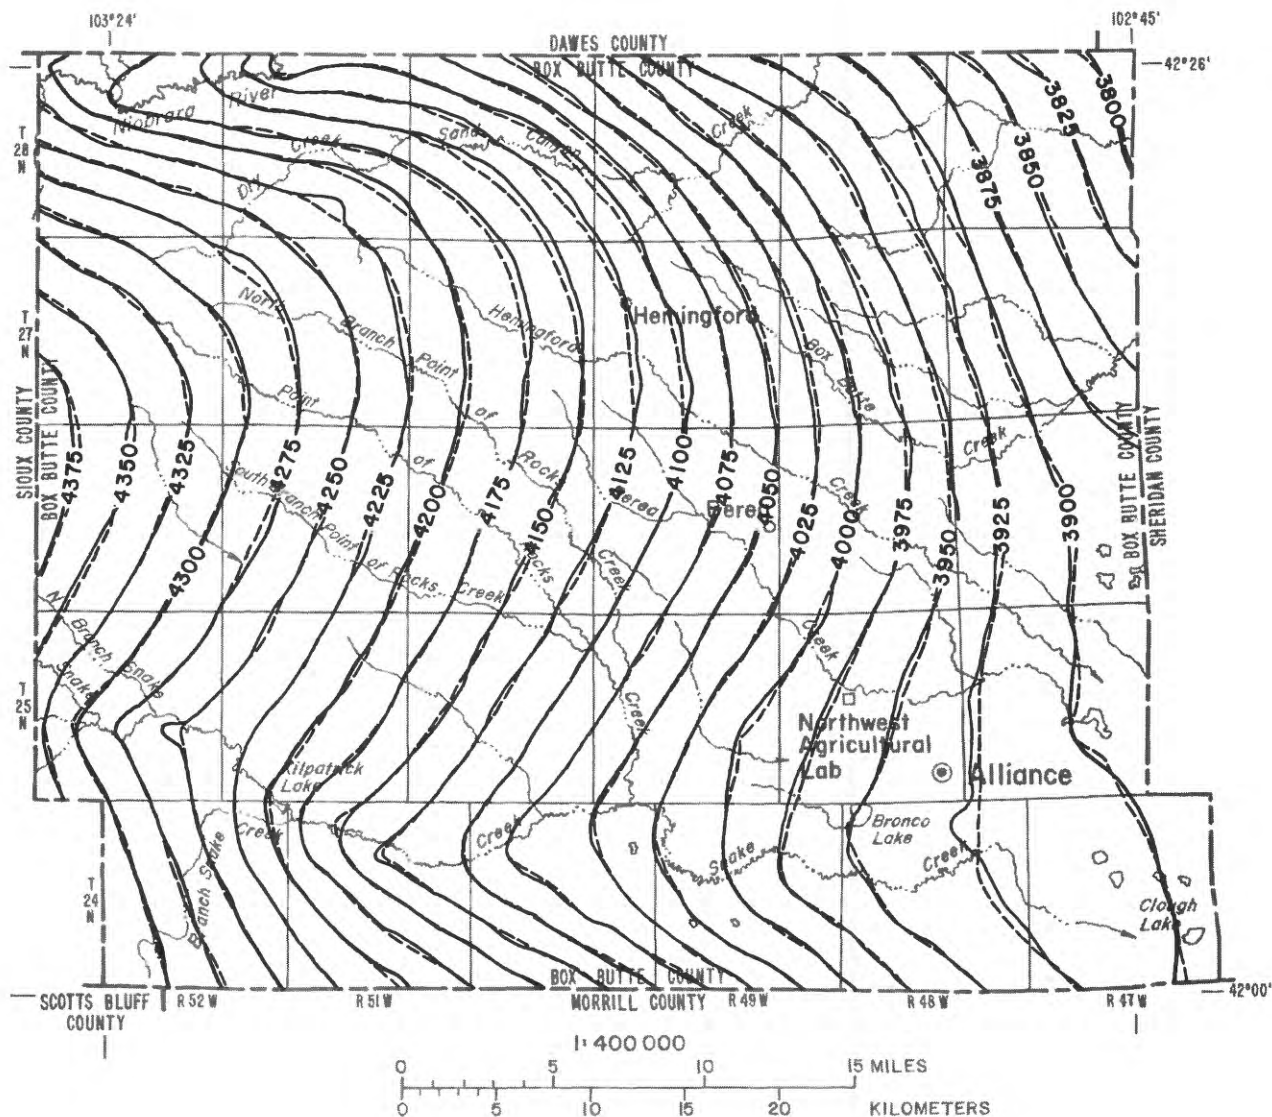 103°24'
102°45'
DAWES COUNTY
BOX BUTTE COUNTY
42°26'
Niobrara River
T 28 N
Dry Creek
Sand Canyon Creek
3800
3825
3850
3875
T 27 N
North Branch Point of Rocks Creek
Hemingford Creek
Hemingford
Box Butte Creek
Point of Rocks Creek
SIOUX COUNTY
BOX BUTTE COUNTY
BOX BUTTE COUNTY
SHERIDAN COUNTY
4375
4350
4325
4300
4275
4250
4225
4200
4175
4150
4125
4100
4075
4050
4025
4000
3975
3950
3925
3900
South Branch Point of Rocks Creek
Berea Creek
Berea
N. Branch Snake
Snake
T 25 N
Northwest
Agricultural
Lab
Alliance
Kilpatrick
Lake
Creek
Creek
Snake
Creek
Bronco
Lake
Branch Snake
T 24 N
Clough
Lake
BOX BUTTE COUNTY
MORRILL COUNTY
SCOTTS BLUFF
COUNTY
R 52 W
R 51 W
R 49 W
R 48 W
R 47 W
42°00'
1:400 000
0 5 10 15 MILES
0 5 10 15 20 KILOMETERS